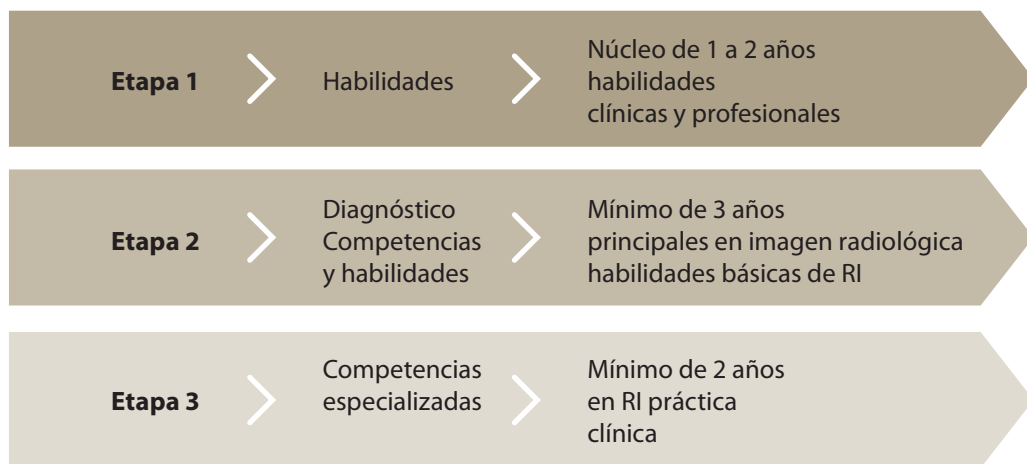 Etapa 1
Habilidades
Núcleo de 1 a 2 años
habilidades
clínicas y profesionales
Etapa 2
Diagnóstico
Competencias
y habilidades
Mínimo de 3 años
principales en imagen radiológica
habilidades básicas de RI
Etapa 3
Competencias
especializadas
Mínimo de 2 años
en RI práctica
clínica